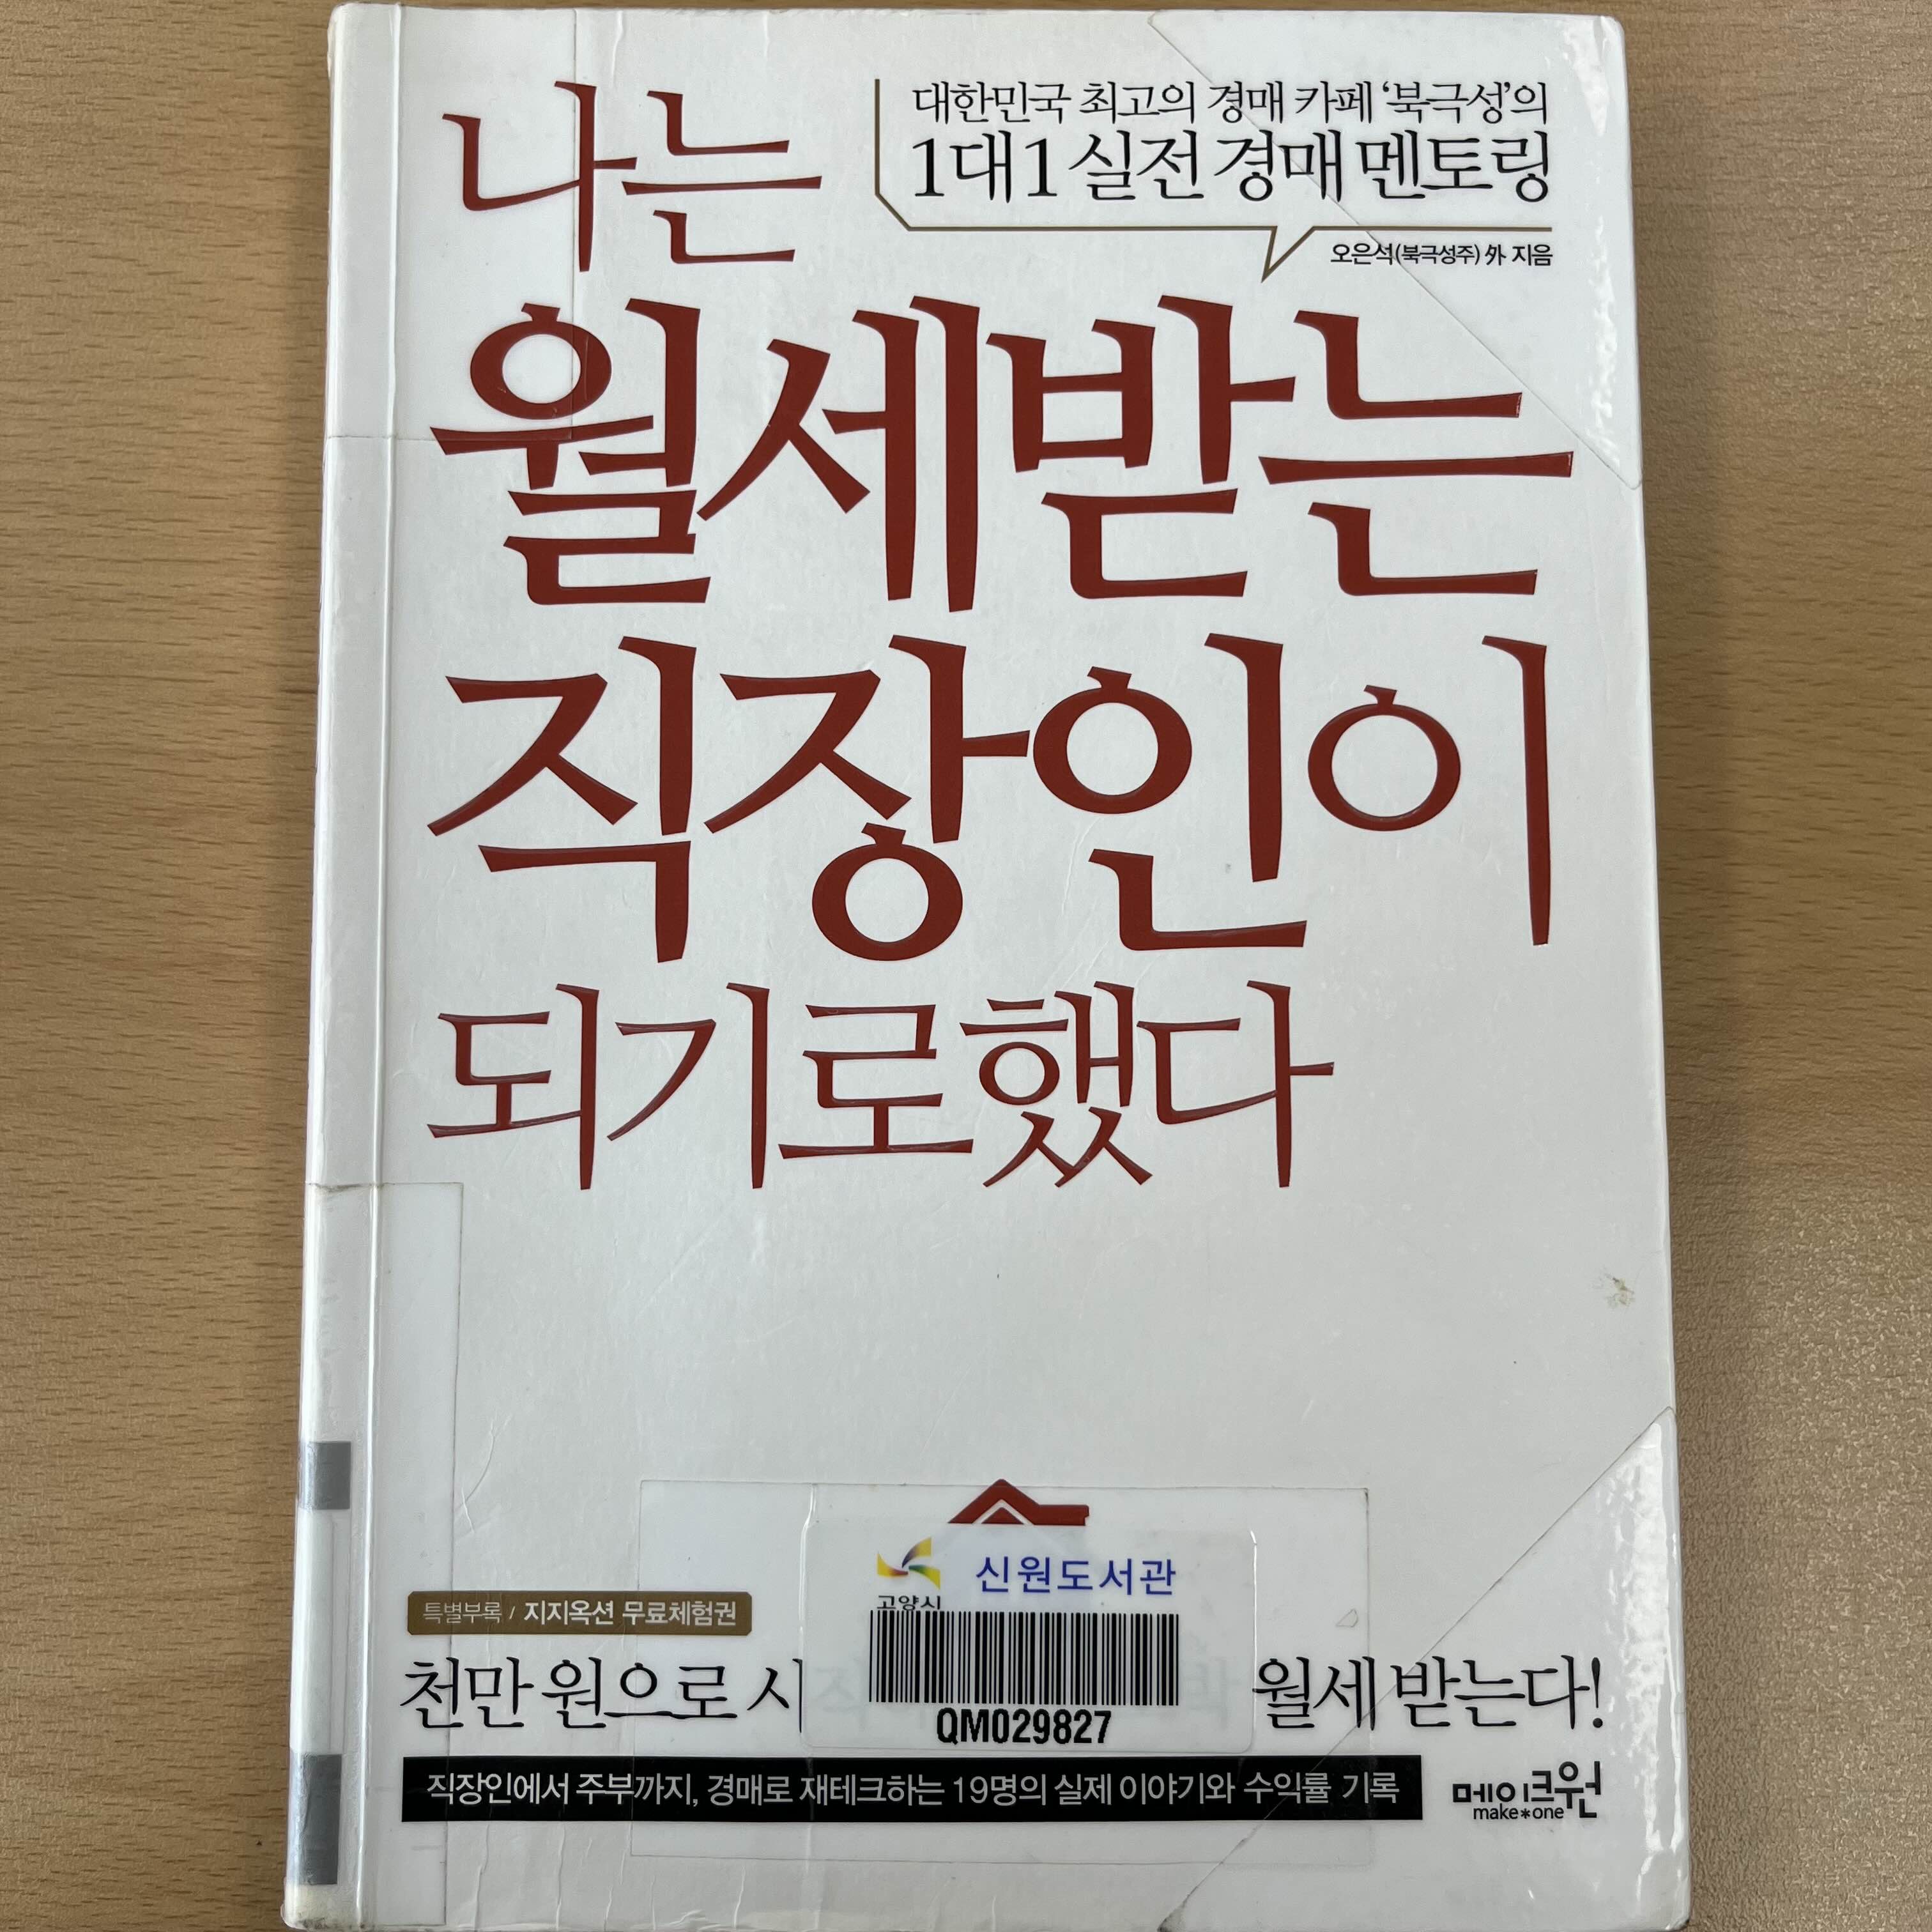 대한민국 최고의 경매 카페 ‘북극성’의
1대1 실전 경매 멘토링
오은석(북극성주) 外 지음
나는
월세받는
직장인이
되기로했다
고양시
신원도서관
QM029827
특별부록 / 지지옥션 무료체험권
천만 원으로 시 월세 받는다!
직장인에서 주부까지, 경매로 재테크하는 19명의 실제 이야기와 수익률 기록
메이크원
make*one